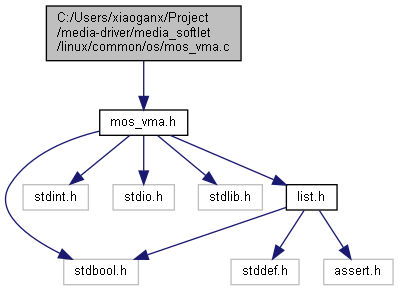 C:/Users/xiaoganx/Project
/media-driver/media_softlet
/linux/common/os/mos_vma.c
mos_vma.h
stdint.h
stdio.h
stdlib.h
list.h
stdbool.h
stddef.h
assert.h